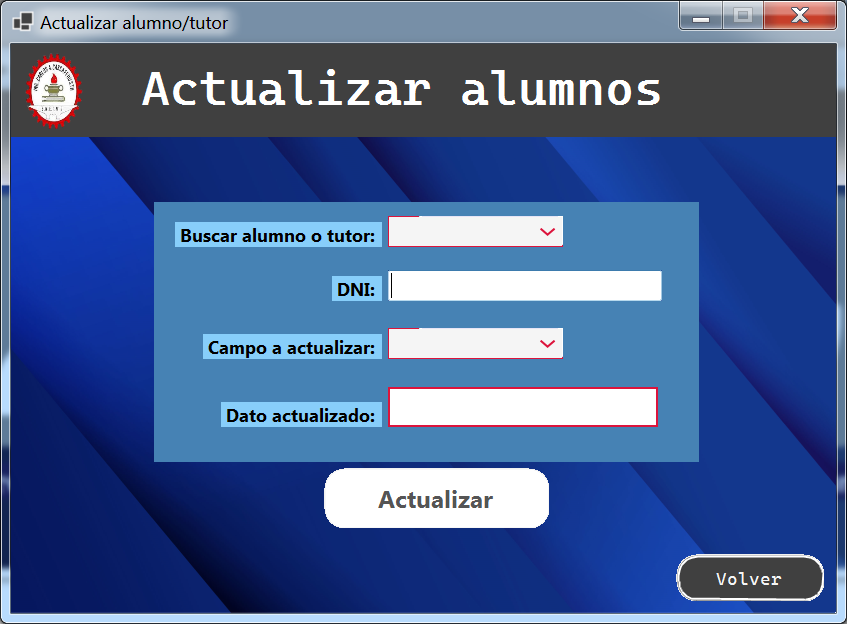 Actualizar alumno/tutor
Actualizar alumnos
Buscar alumno o tutor:
DNI:
Campo a actualizar:
Dato actualizado:
Actualizar
Volver